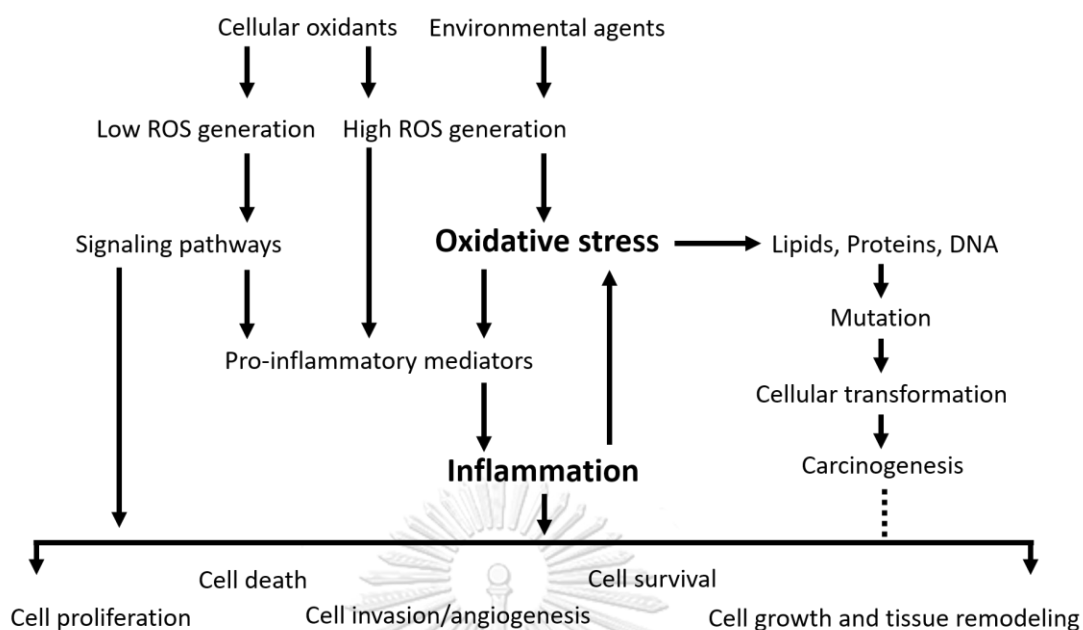 Cellular oxidants
Environmental agents
Low ROS generation
High ROS generation
Signaling pathways
Oxidative stress
Lipids, Proteins, DNA
Mutation
Pro-inflammatory mediators
Cellular transformation
Inflammation
Carcinogenesis
Cell death
Cell survival
Cell proliferation
Cell invasion/angiogenesis
Cell growth and tissue remodeling